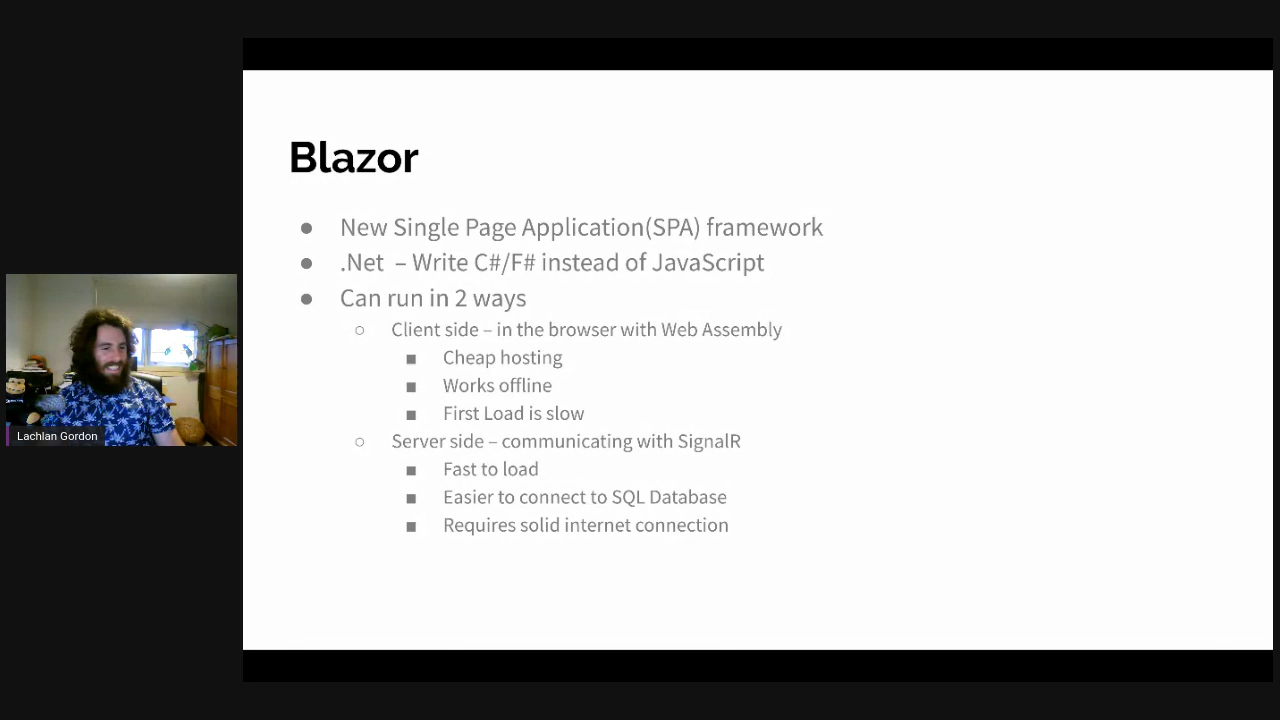 Blazor
● New Single Page Application(SPA) framework
● .Net – Write C#/F# instead of JavaScript
● Can run in 2 ways
○ Client side – in the browser with Web Assembly
■ Cheap hosting
■ Works offline
■ First Load is slow
○ Server side – communicating with SignalR
■ Fast to load
■ Easier to connect to SQL Database
■ Requires solid internet connection
Lachlan Gordon